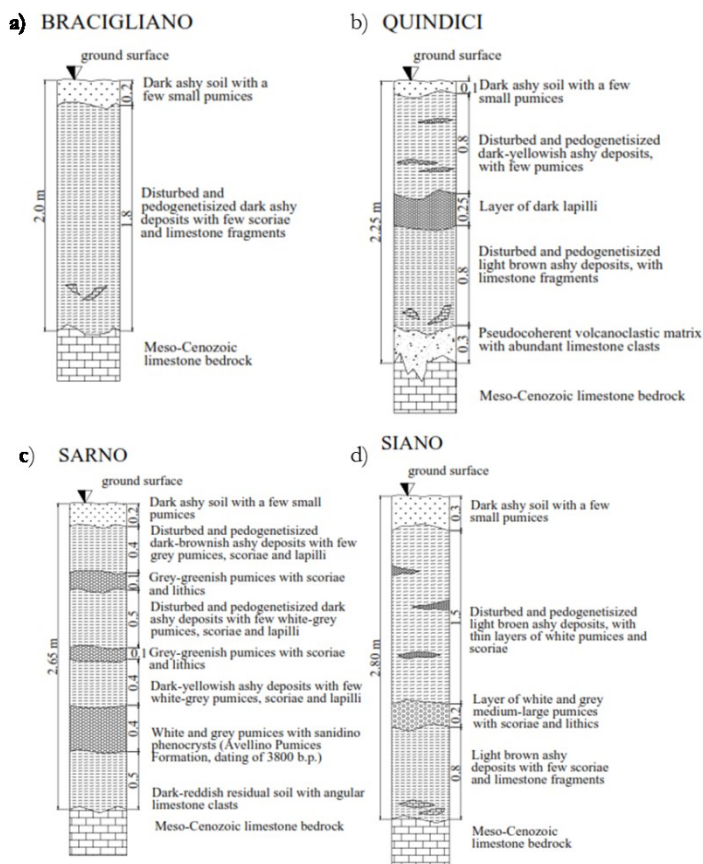 a) BRACIGLIANO
ground surface
Dark ashy soil with a
few small pumices
0.2
2.0 m
Disturbed and
pedogenetisized dark ashy
deposits with few scoriae
and limestone fragments
1.8
Meso-Cenozoic
limestone bedrock
b) QUINDICI
ground surface
Dark ashy soil with a few
small pumices
0.1
Disturbed and pedogenetisized
dark-yellowish ashy deposits,
with few pumices
0.8
2.25 m
Layer of dark lapilli
0.25
Disturbed and pedogenetisized
light brown ashy deposits, with
limestone fragments
0.8
Pseudocoherent volcanoclastic matrix
with abundant limestone clasts
0.3
Meso-Cenozoic limestone bedrock
c) SARNO
ground surface
Dark ashy soil with a few small
pumices
0.2
Disturbed and pedogenetisized
dark-brownish ashy deposits with few
grey pumices, scoriae and lapilli
0.4
Grey-greenish pumices with scoriae
and lithics
0.1
Disturbed and pedogenetisized dark
ashy deposits with few white-grey
pumices, scoriae and lapilli
0.5
2.65 m
Grey-greenish pumices with scoriae
and lithics
0.1
Dark-yellowish ash deposits with few
white-grey pumices, scoriae and lapilli
0.4
White and grey pumices with sanidino
phenocrysts (Avellino Pumices
Formation, dating of 3800 b.p.)
0.4
Dark-reddish residual soil with angular
limestone clasts
0.5
Meso-Cenozoic limestone bedrock
d) SIANO
ground surface
Dark ashy soil with a few
small pumices
0.3
Disturbed and pedogenetisized
light broen ashy deposits, with
thin layers of white pumices and
scoriae
1.5
2.80 m
Layer of white and grey
medium-large pumices
with scoriae and lithics
0.2
Light brown ashy
deposits with few scoriae
and limestone fragments
0.8
Meso-Cenozoic
limestone bedrock